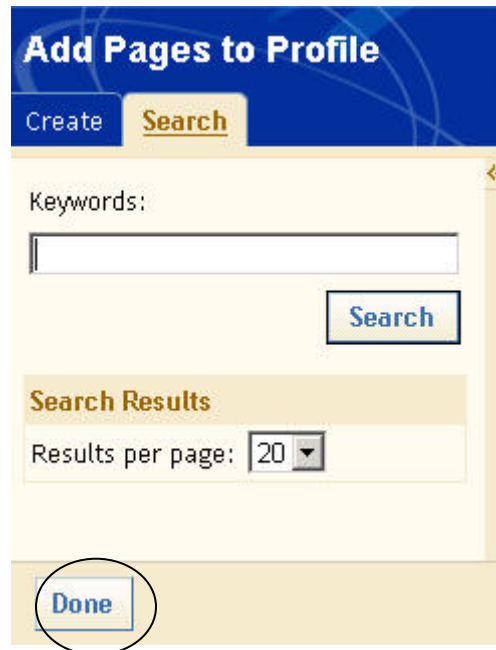 Add Pages to Profile
Create Search
Keywords:
Search
Search Results
Results per page: 20
Done